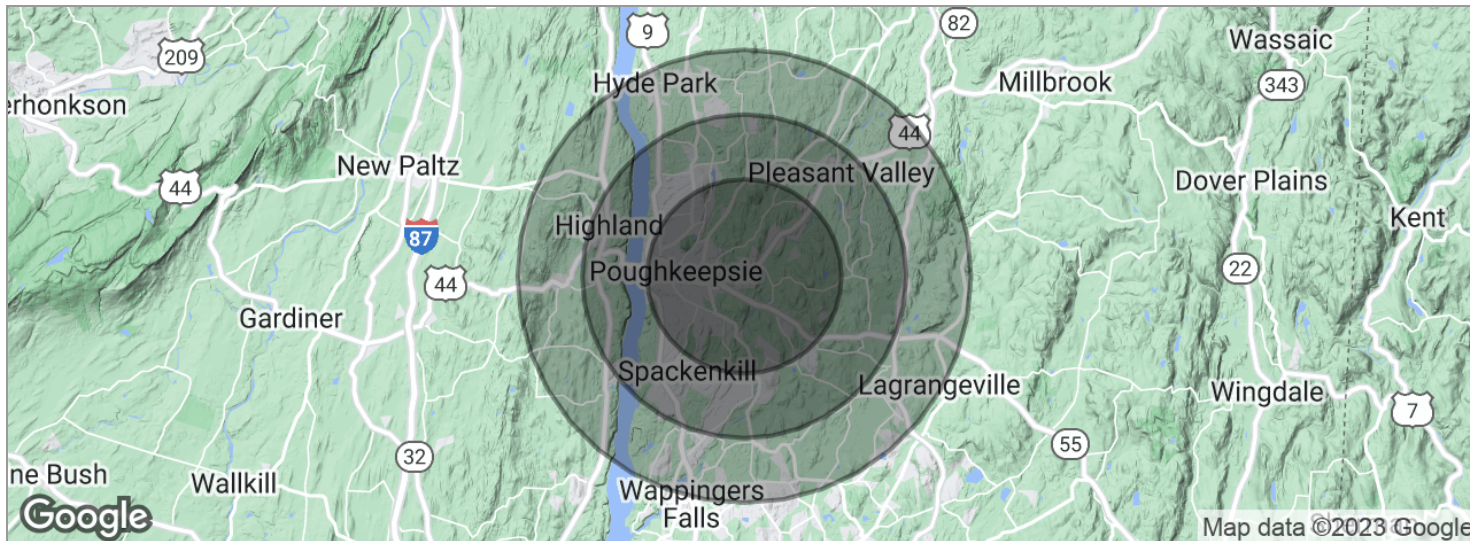 9
82
Wassaic
209
Hyde Park
Millbrook
343
erhonkson
44
New Paltz
Pleasant Valley
44
Dover Plains
Kent
Highland
87
Poughkeepsie
22
44
Gardiner
Spackenkill
Lagrangeville
Wingdale
7
55
32
ne Bush
Wallkill
Wappingers
Falls
Google
Map data ©2023 Google